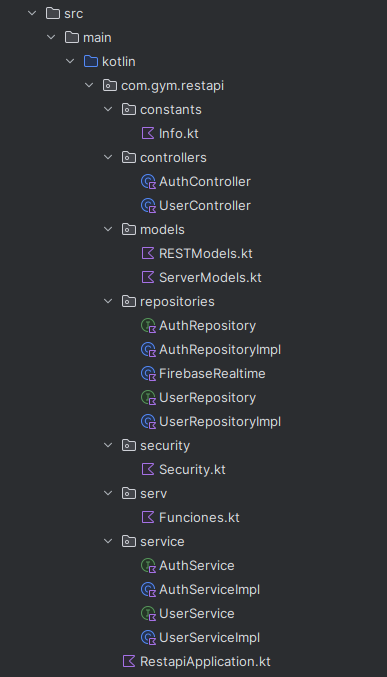 src
main
kotlin
com.gym.restapi
constants
Info.kt
controllers
AuthController
UserController
models
RESTModels.kt
ServerModels.kt
repositories
AuthRepository
AuthRepositoryImpl
FirebaseRealtime
UserRepository
UserRepositoryImpl
security
Security.kt
serv
Funciones.kt
service
AuthService
AuthServiceImpl
UserService
UserServiceImpl
RestapiApplication.kt